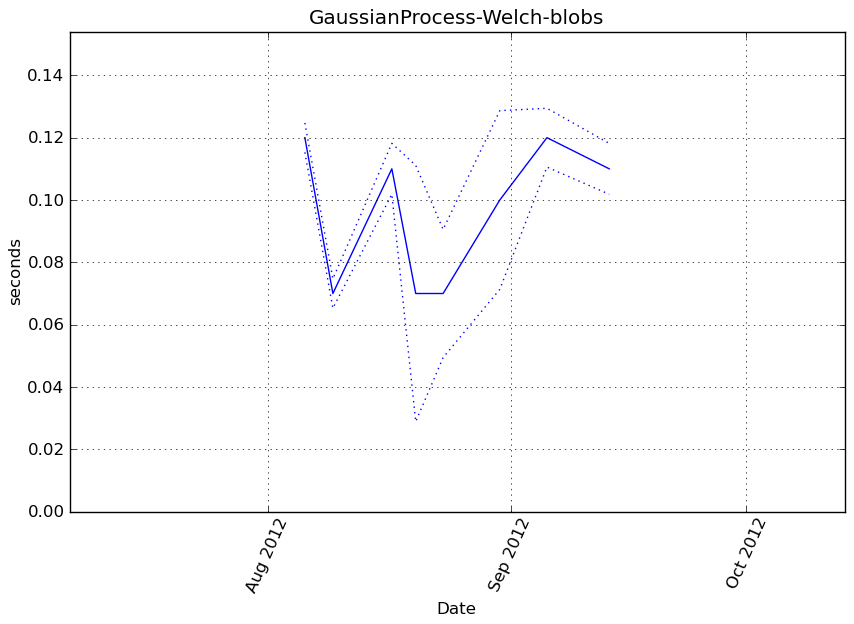 GaussianProcess-Welch-blobs
0.14
0.12
0.10
0.08
0.06
0.04
0.02
0.00
seconds
Aug 2012
Sep 2012
Oct 2012
Date